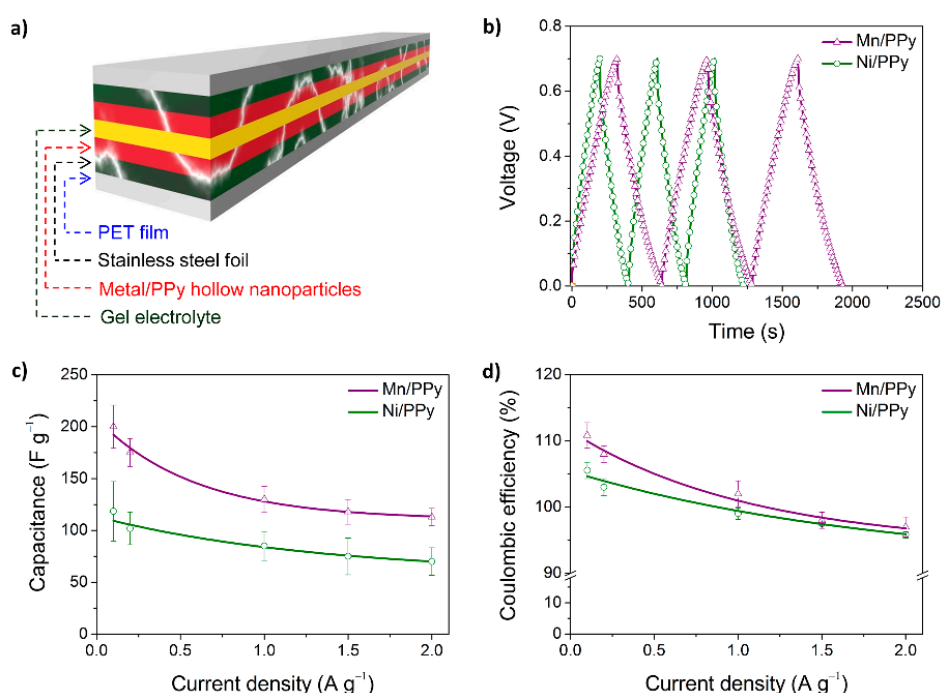 a)
PET film
Stainless steel foil
Metal/PPy hollow nanoparticles
Gel electrolyte
b)
Mn/PPy
Ni/PPy
0.8
0.6
0.4
0.2
0.0
Voltage (V)
0 500 1000 1500 2000 2500
Time (s)
c)
Mn/PPy
Ni/PPy
250
200
150
100
50
0
Capacitance (F g⁻¹)
0.0 0.5 1.0 1.5 2.0
Current density (A g⁻¹)
d)
Mn/PPy
Ni/PPy
120
110
100
90
10
0
Coulombic efficiency (%)
0.0 0.5 1.0 1.5 2.0
Current density (A g⁻¹)